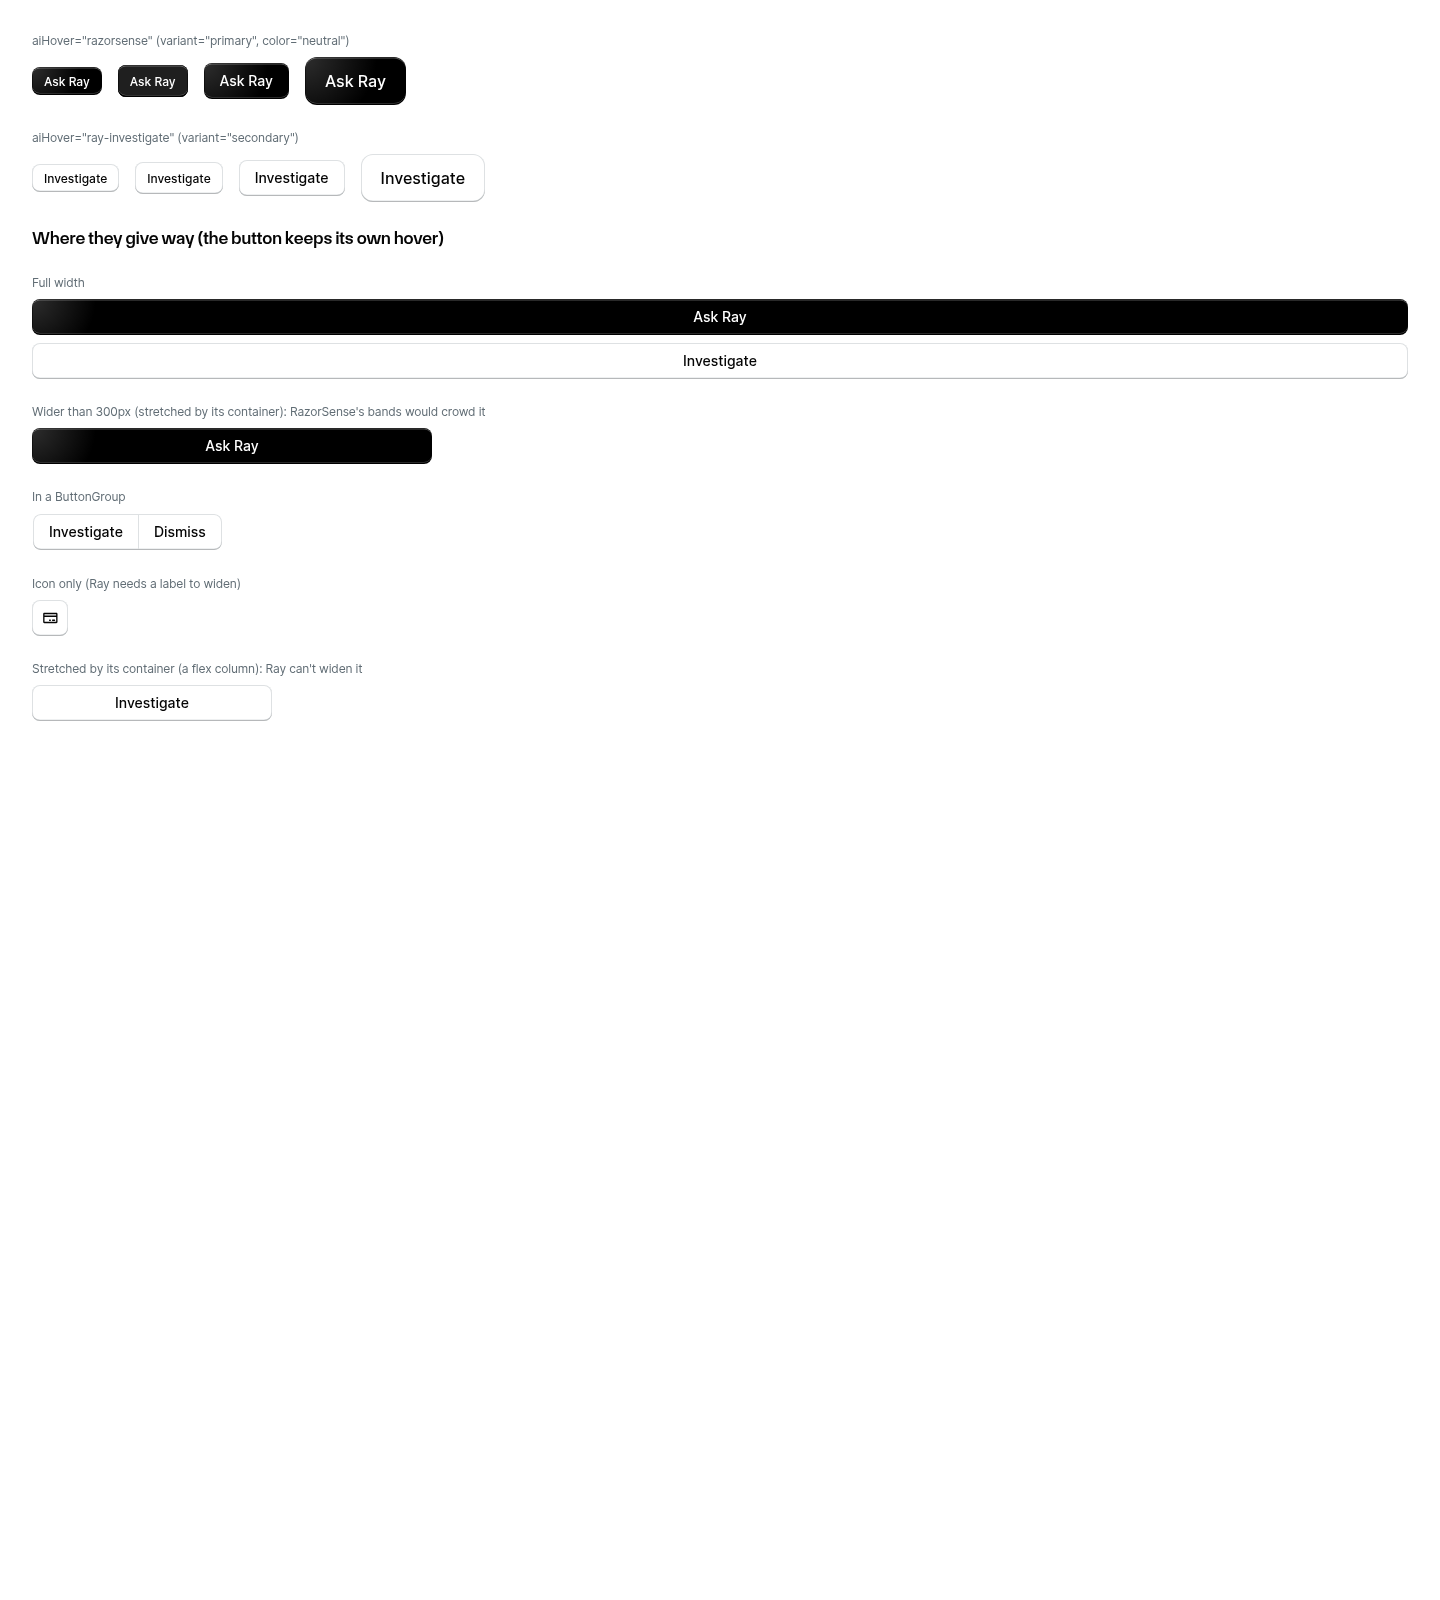 aiHover="razorsense" (variant="primary", color="neutral")
Ask Ray Ask Ray Ask Ray Ask Ray
aiHover="ray-investigate" (variant="secondary")
Investigate Investigate Investigate Investigate
Where they give way (the button keeps its own hover)
Full width
Ask Ray
Investigate
Wider than 300px (stretched by its container): RazorSense's bands would crowd it
Ask Ray
In a ButtonGroup
Investigate Dismiss
Icon only (Ray needs a label to widen)
Stretched by its container (a flex column): Ray can't widen it
Investigate